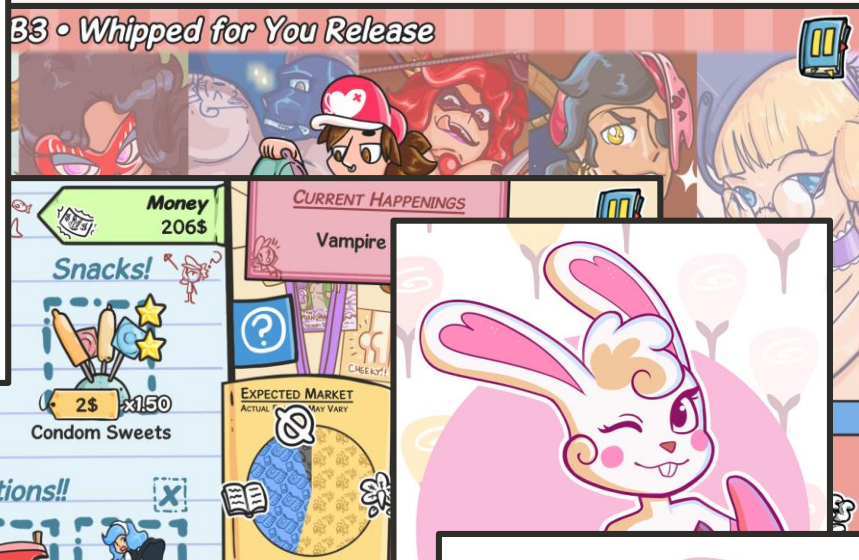 B3 • Whipped for You Release
Money
206$
CURRENT HAPPENINGS
Vampire
Snacks!
CHEEKY!!
2$ x1.50
Condom Sweets
EXPECTED MARKET
ACTUAL MAY VARY
tions!!
X
?